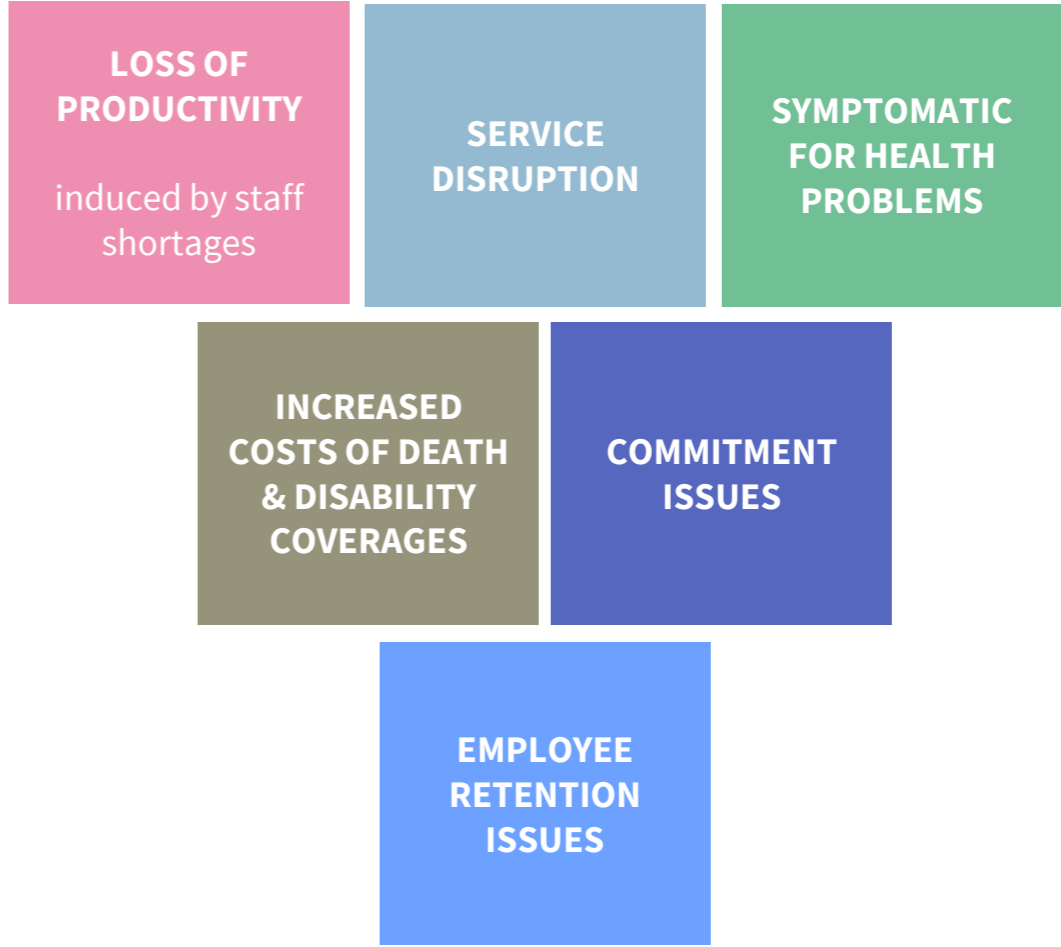 LOSS OF
PRODUCTIVITY
induced by staff
shortages
SERVICE
DISRUPTION
SYMPTOMATIC
FOR HEALTH
PROBLEMS
INCREASED
COSTS OF DEATH
& DISABILITY
COVERAGES
COMMITMENT
ISSUES
EMPLOYEE
RETENTION
ISSUES